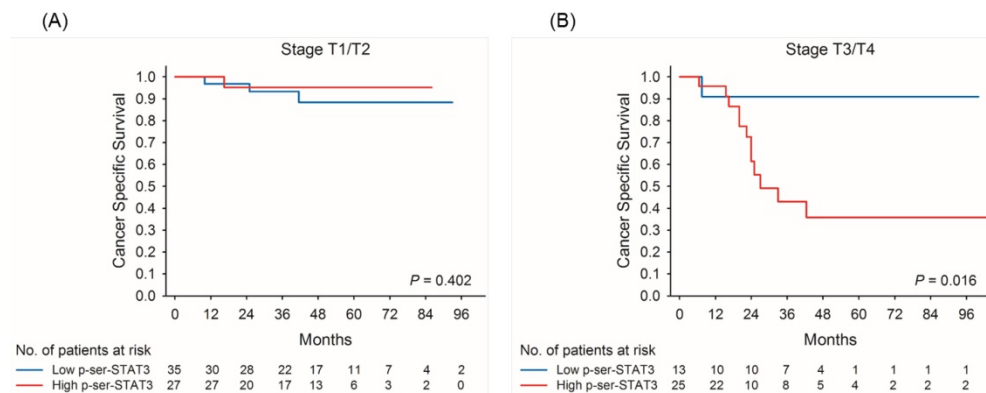 (A)
Stage T1/T2
Cancer Specific Survival
1.0
0.9
0.8
0.7
0.6
0.5
0.4
0.3
0.2
0.1
0.0
P = 0.402
0 12 24 36 48 60 72 84 96
Months
No. of patients at risk
Low p-ser-STAT3 35 30 28 22 17 11 7 4 2
High p-ser-STAT3 27 27 20 17 13 6 3 2 0
(B)
Stage T3/T4
Cancer Specific Survival
1.0
0.9
0.8
0.7
0.6
0.5
0.4
0.3
0.2
0.1
0.0
P = 0.016
0 12 24 36 48 60 72 84 96
Months
No. of patients at risk
Low p-ser-STAT3 13 10 10 7 4 1 1 1 1
High p-ser-STAT3 25 22 10 8 5 4 2 2 2